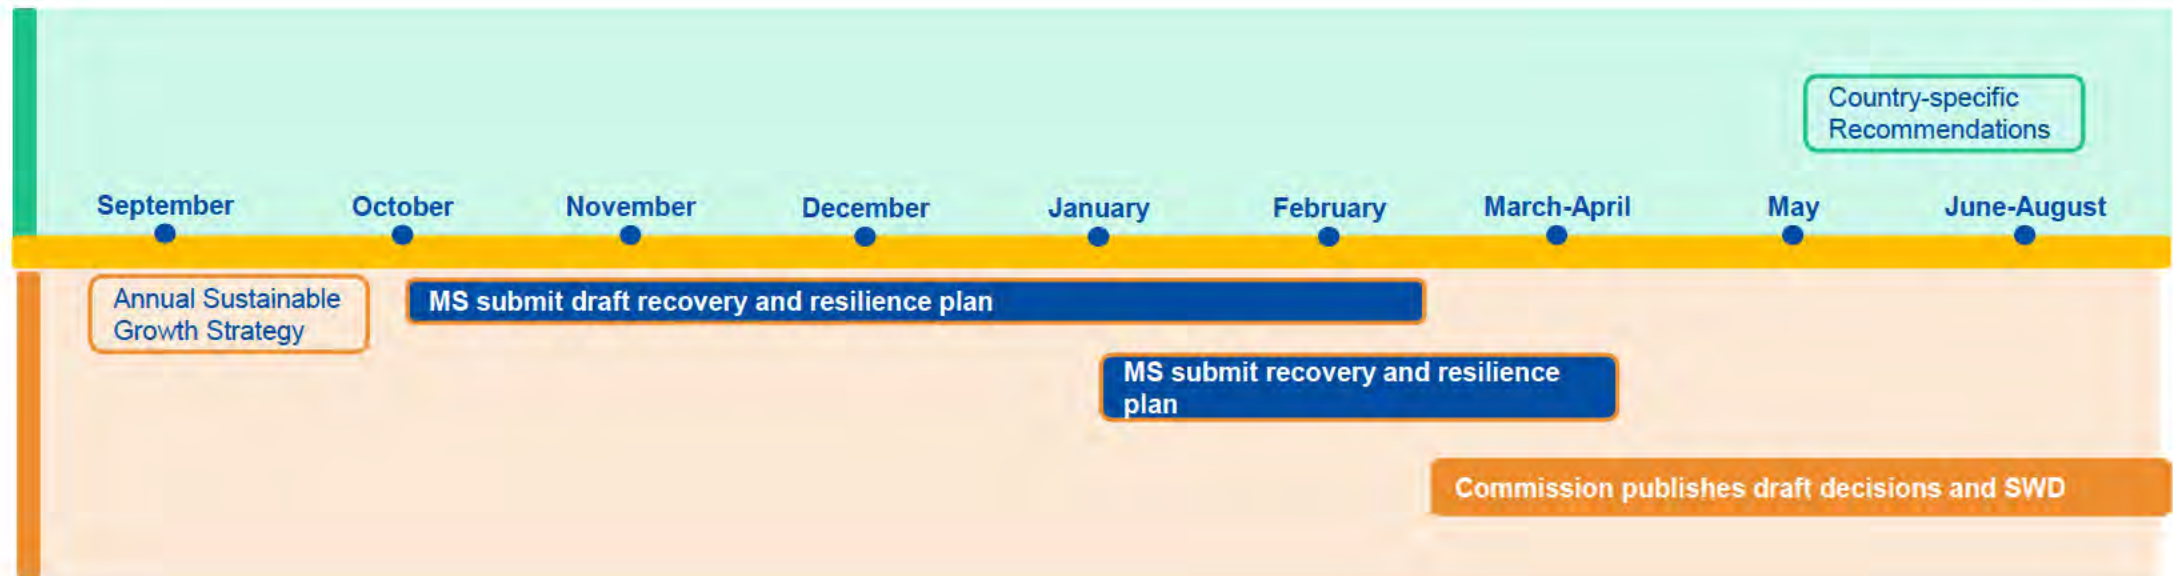 Country-specific
Recommendations
September October November December January February March-April May June-August
Annual Sustainable
Growth Strategy
MS submit draft recovery and resilience plan
MS submit recovery and resilience
plan
Commission publishes draft decisions and SWD